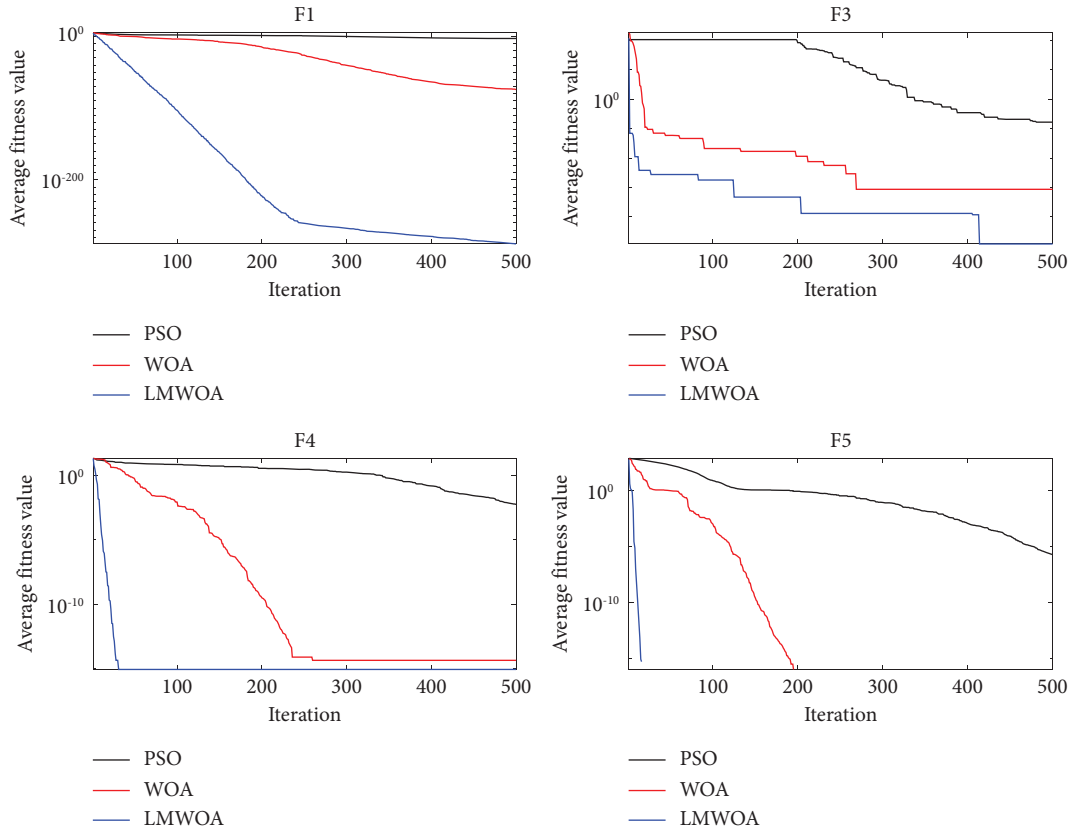 F1
Average fitness value
10^0
10^-200
100 200 300 400 500
Iteration
PSO
WOA
LMWOA
F3
Average fitness value
10^0
100 200 300 400 500
Iteration
PSO
WOA
LMWOA
F4
Average fitness value
10^0
10^-10
100 200 300 400 500
Iteration
PSO
WOA
LMWOA
F5
Average fitness value
10^0
10^-10
100 200 300 400 500
Iteration
PSO
WOA
LMWOA